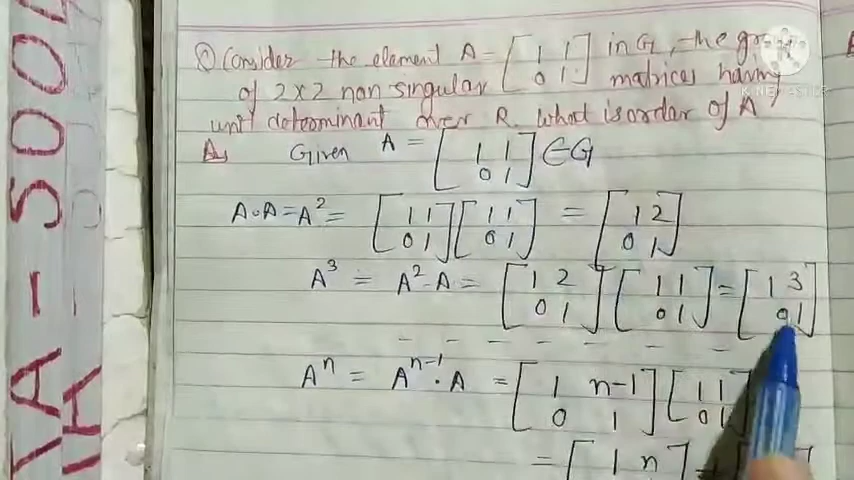 Q) Consider the element A = [1 1 0 1] in G, the
of 2x2 non singular matrices having
unit determinant over R. what is order of A
A) Given A = [1 1 0 1] ∈ G
A.A = A² = [1 1 0 1] [1 1 0 1] = [1 2 0 1]
A³ = A².A = [1 2 0 1] [1 1 0 1] = [1 3 0 1]
Aⁿ = Aⁿ⁻¹.A = [1 n-1 0 1] [1 1 0 1]
= [1 n